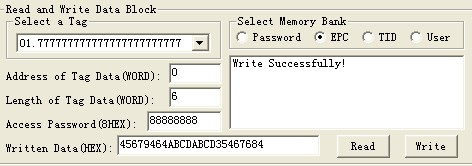 Read and Write Data Block
Select a Tag
01.777777777777777777777777
Select Memory Bank
Password EPC TID User
Address of Tag Data(WORD): 0
Length of Tag Data(WORD): 6
Access Password(8HEX): 88888888
Write Successfully!
Written Data(HEX): 45679464ABCDABCD35467684
Read Write